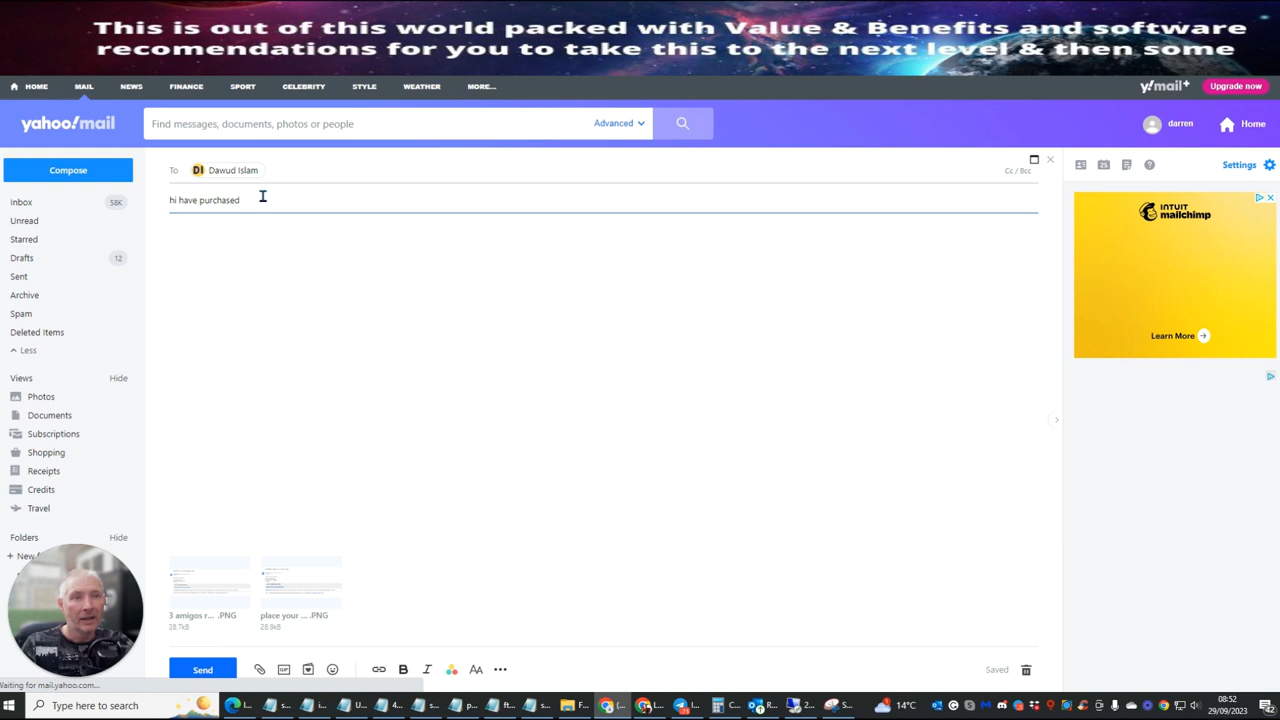 This is out of this world packed with Value & Benefits and software
recomendations for you to take this to the next level & then some
HOME MAIL NEWS FINANCE SPORT CELEBRITY STYLE WEATHER MORE...
y!mail+ Upgrade now
yahoo!mail
Find messages, documents, photos or people
Advanced
darren
Home
Compose
To DI Dawud Islam
Cc / Bcc
25
Settings
hi have purchased
Inbox 58K
Unread
Starred
Drafts 12
Sent
Archive
Spam
Deleted Items
Less
Views Hide
Photos
Documents
Subscriptions
Shopping
Receipts
Credits
Travel
Folders Hide
INTUIT
mailchimp
Learn More
3 amigos r... .PNG
28.7kB
place your ... .PNG
28.9kB
Send
GIF
Saved
Waiting for mail.yahoo.com...
Type here to search
14°C
08:52
29/09/2023